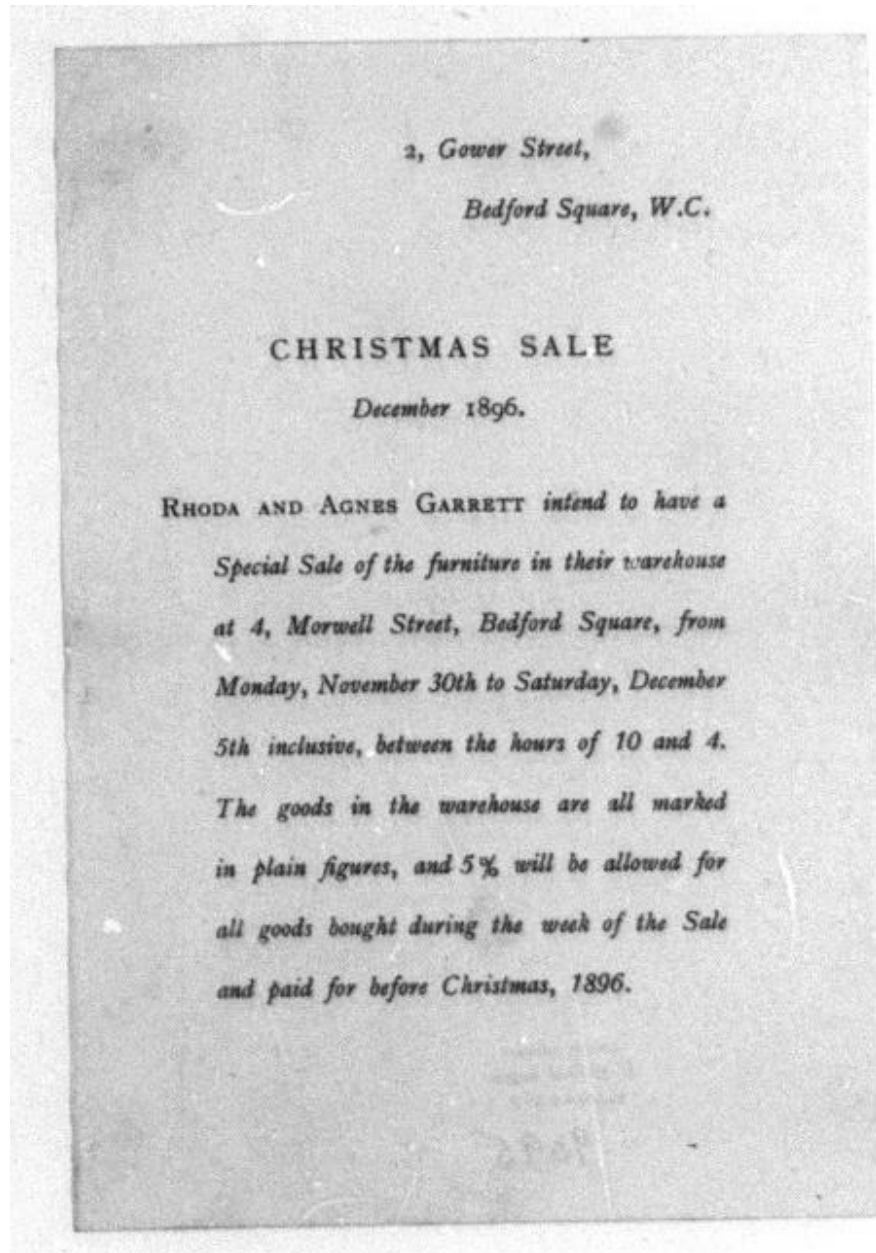 2, Gower Street,
Bedford Square, W.C.
CHRISTMAS SALE
December 1896.
RHODA AND AGNES GARRETT intend to have a
Special Sale of the furniture in their warehouse
at 4, Morwell Street, Bedford Square, from
Monday, November 30th to Saturday, December
5th inclusive, between the hours of 10 and 4.
The goods in the warehouse are all marked
in plain figures, and 5% will be allowed for
all goods bought during the week of the Sale
and paid for before Christmas, 1896.